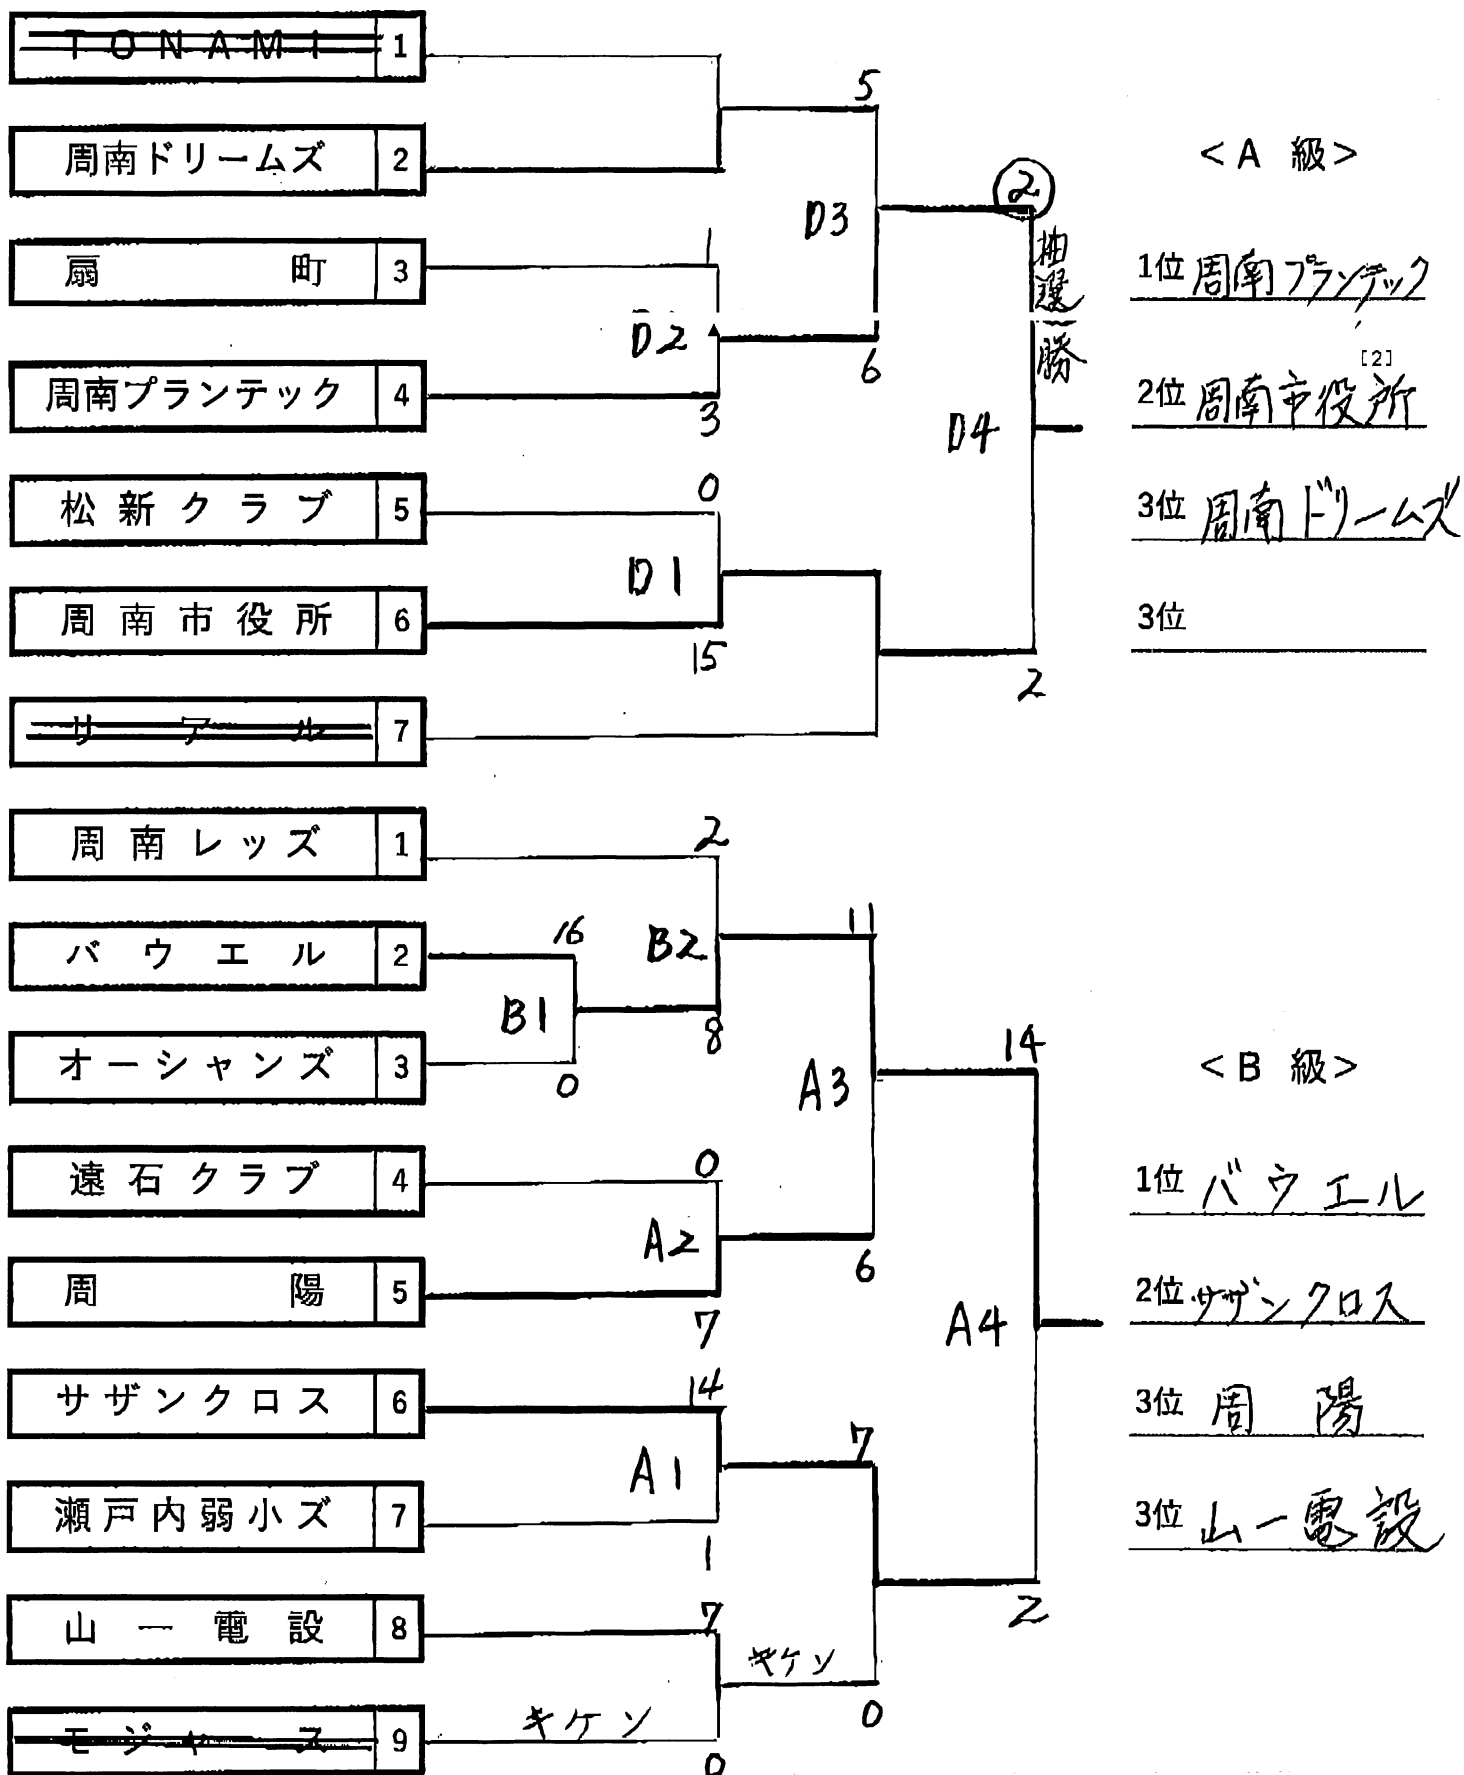 TONAMI 1
5
周南ドリームズ 2
<A 級>
②
D3
抽選勝
扇 町 3
1
1位 周南プランテック
D2
6
[2]
周南プランテック 4
3
2位 周南市役所
D4
松新クラブ 5
0
3位 周南ドリームズ
D1
周南市役所 6
15
3位
2
リアル 7
周南レッズ 1
2
バウエル 2
16
B2
11
B1
8
オーシャンズ 3
0
A3
14
<B 級>
遠石クラブ 4
0
1位 バウエル
A2
6
周 陽 5
7
2位 サザンクロス
A4
サザンクロス 6
14
3位 周 陽
7
A1
瀬戸内弱小ズ 7
1
3位 山一電設
2
山一電設 8
7
キケン
0
モジャース 9
キケン
0